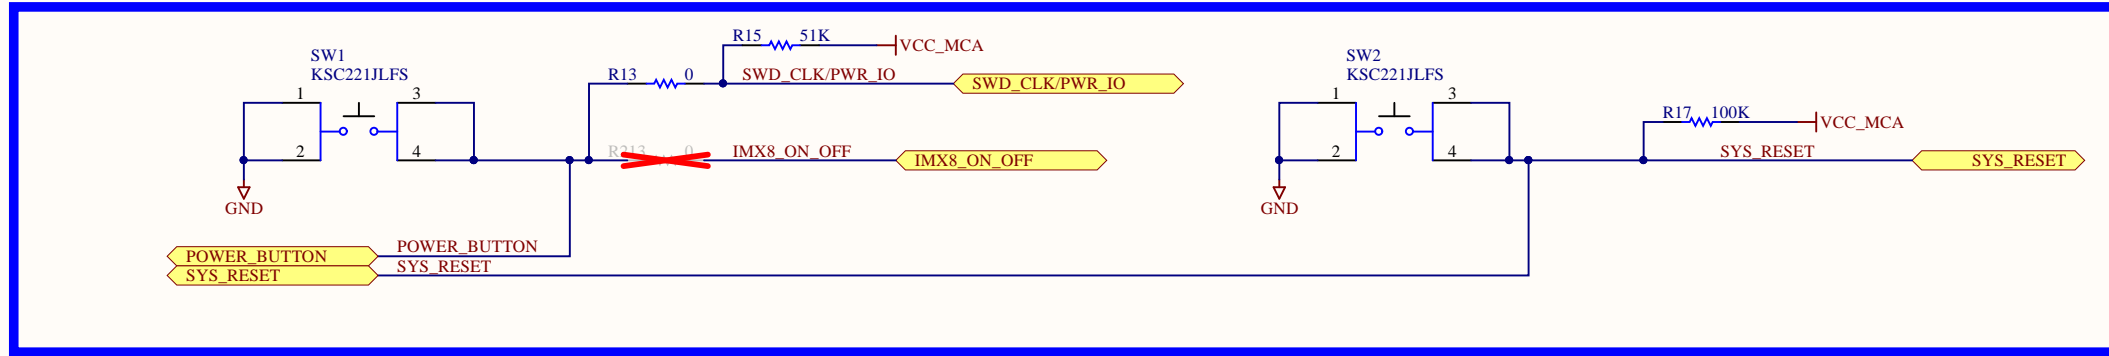 R15 51K
VCC_MCA
SW1
KSC221JLFS
R13 0
SWD_CLK/PWR_IO
SWD_CLK/PWR_IO
1
3
2
4
R213 0
IMX8_ON_OFF
IMX8_ON_OFF
GND
POWER_BUTTON
POWER_BUTTON
SYS_RESET
SYS_RESET
SW2
KSC221JLFS
1
3
2
4
R17 100K
VCC_MCA
SYS_RESET
SYS_RESET
GND